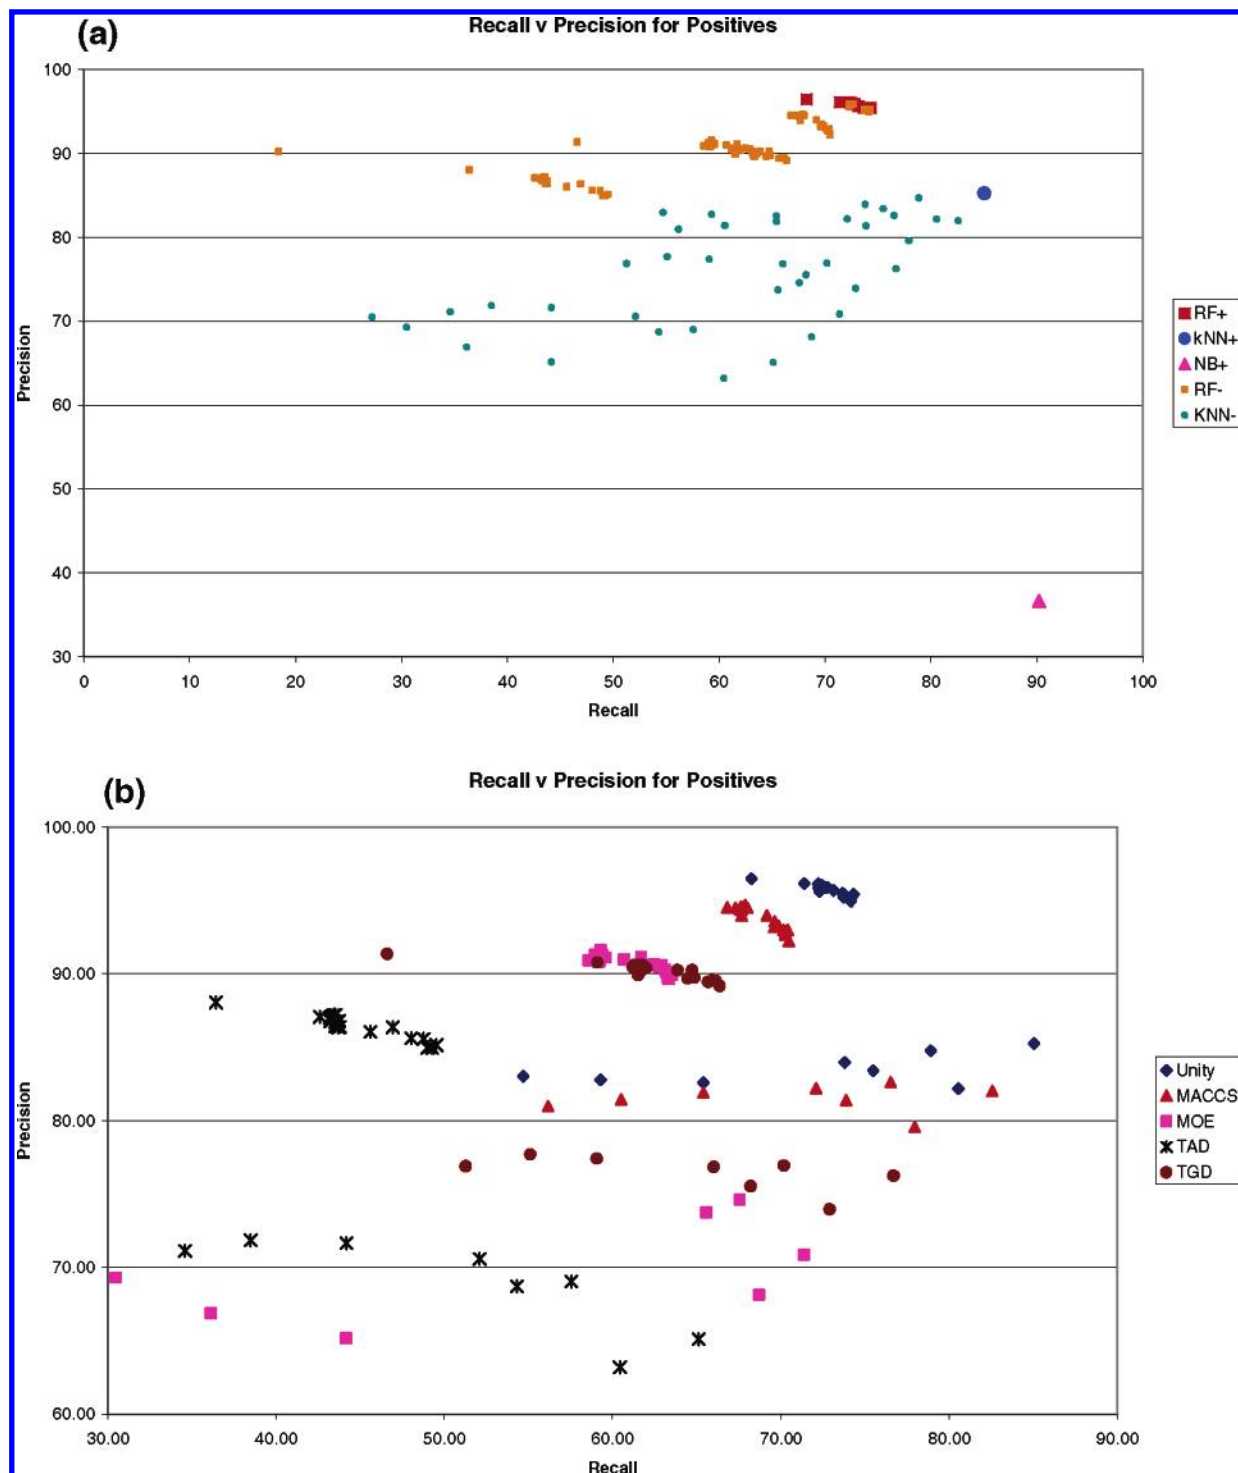 (a)
Recall v Precision for Positives
100
90
80
70
60
50
40
30
Precision
0 10 20 30 40 50 60 70 80 90 100
Recall
RF+
kNN+
NB+
RF-
KNN-
(b)
Recall v Precision for Positives
100.00
90.00
80.00
70.00
60.00
Precision
30.00 40.00 50.00 60.00 70.00 80.00 90.00
Recall
Unity
MACCS
MOE
TAD
TGD